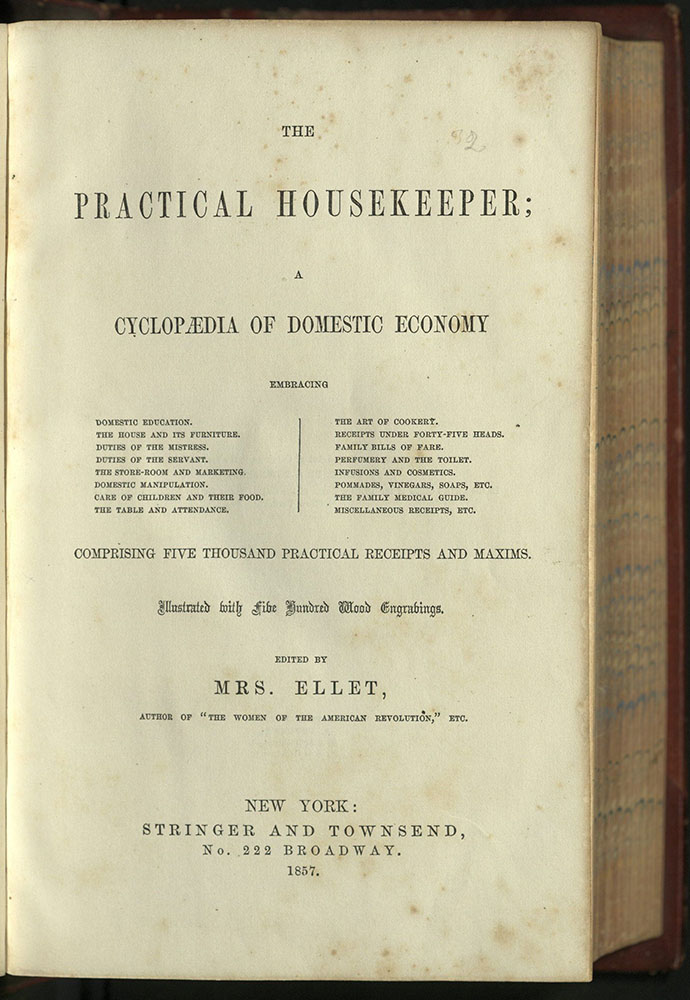 THE
32
PRACTICAL HOUSEKEEPER;
A
CYCLOPÆDIA OF DOMESTIC ECONOMY
EMBRACING
DOMESTIC EDUCATION.
THE HOUSE AND ITS FURNITURE.
DUTIES OF THE MISTRESS.
DUTIES OF THE SERVANT.
THE STORE-ROOM AND MARKETING.
DOMESTIC MANIPULATION.
CARE OF CHILDREN AND THEIR FOOD.
THE TABLE AND ATTENDANCE.
THE ART OF COOKERY.
RECEIPTS UNDER FORTY-FIVE HEADS.
FAMILY BILLS OF FARE.
PERFUMERY AND THE TOILET.
INFUSIONS AND COSMETICS.
POMMADES, VINEGARS, SOAPS, ETC.
THE FAMILY MEDICAL GUIDE.
MISCELLANEOUS RECEIPTS, ETC.
COMPRISING FIVE THOUSAND PRACTICAL RECEIPTS AND MAXIMS.
Illustrated with Five Hundred Wood Engravings.
EDITED BY
MRS. ELLET,
AUTHOR OF "THE WOMEN OF THE AMERICAN REVOLUTION," ETC.
NEW YORK:
STRINGER AND TOWNSEND,
No. 222 BROADWAY.
1857.